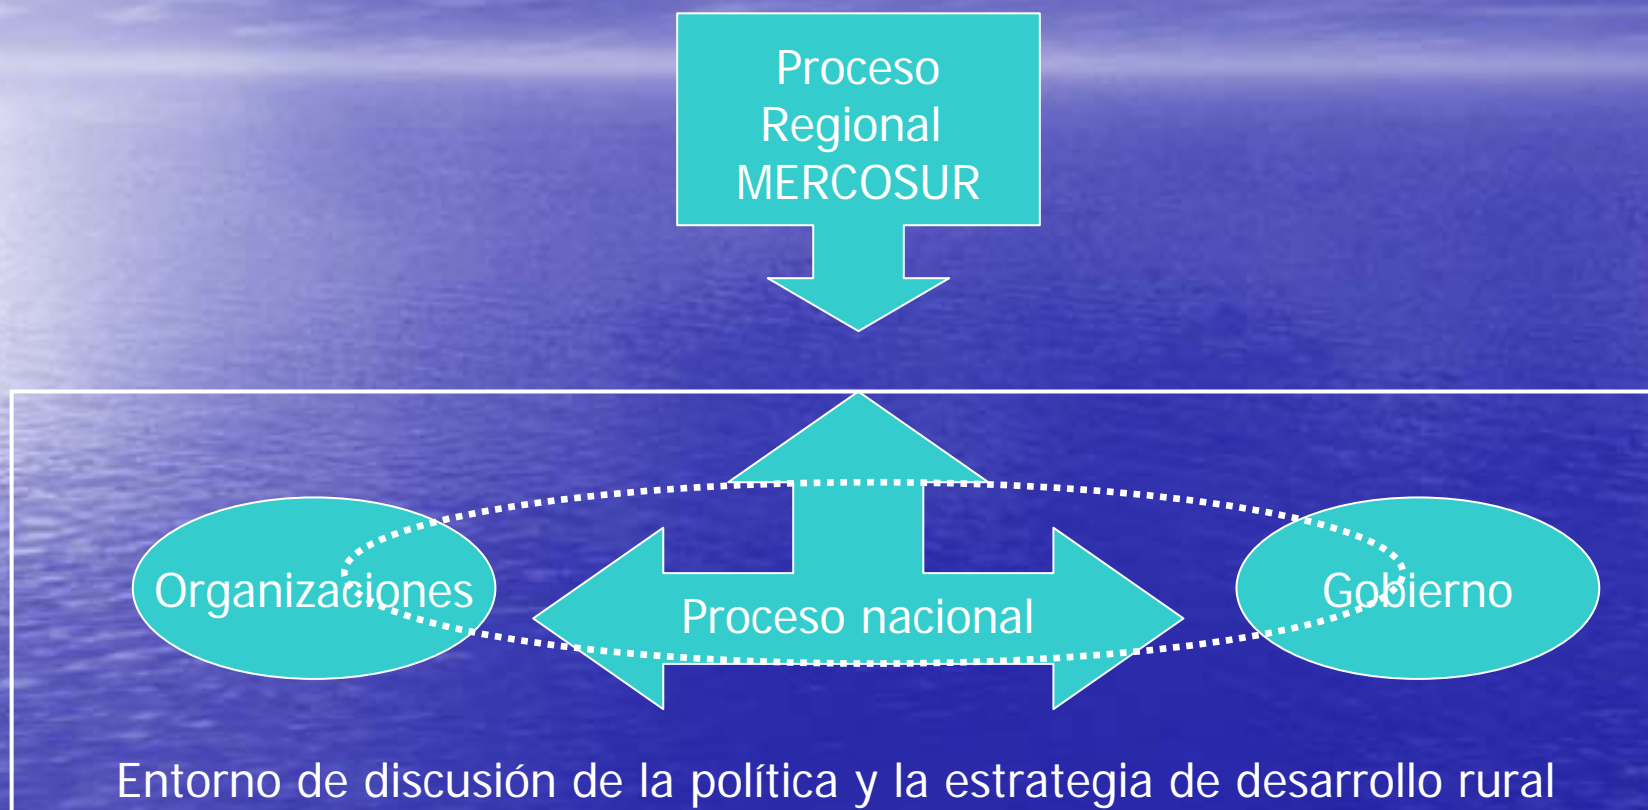 Proceso
Regional
MERCOSUR
Organizaciones
Proceso nacional
Gobierno
Entorno de discusión de la política y la estrategia de desarrollo rural